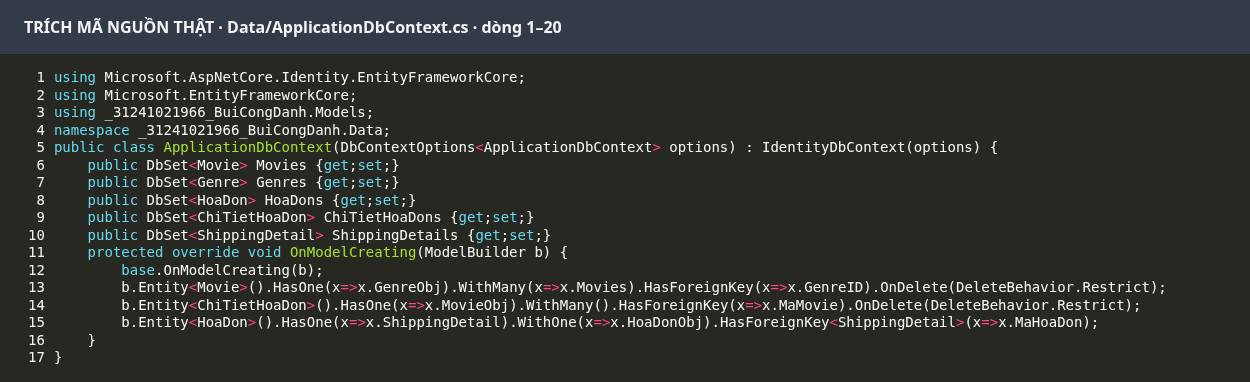 TRÍCH MÃ NGUỒN THẬT · Data/ApplicationDbContext.cs · dòng 1–20
1 using Microsoft.AspNetCore.Identity.EntityFrameworkCore;
2 using Microsoft.EntityFrameworkCore;
3 using _31241021966_BuiCongDanh.Models;
4 namespace _31241021966_BuiCongDanh.Data;
5 public class ApplicationDbContext(DbContextOptions<ApplicationDbContext> options) : IdentityDbContext(options) {
6     public DbSet<Movie> Movies {get;set;}
7     public DbSet<Genre> Genres {get;set;}
8     public DbSet<HoaDon> HoaDons {get;set;}
9     public DbSet<ChiTietHoaDon> ChiTietHoaDons {get;set;}
10     public DbSet<ShippingDetail> ShippingDetails {get;set;}
11     protected override void OnModelCreating(ModelBuilder b) {
12         base.OnModelCreating(b);
13         b.Entity<Movie>().HasOne(x=>x.GenreObj).WithMany(x=>x.Movies).HasForeignKey(x=>x.GenreID).OnDelete(DeleteBehavior.Restrict);
14         b.Entity<ChiTietHoaDon>().HasOne(x=>x.MovieObj).WithMany().HasForeignKey(x=>x.MaMovie).OnDelete(DeleteBehavior.Restrict);
15         b.Entity<HoaDon>().HasOne(x=>x.ShippingDetail).WithOne(x=>x.HoaDonObj).HasForeignKey<ShippingDetail>(x=>x.MaHoaDon);
16     }
17 }